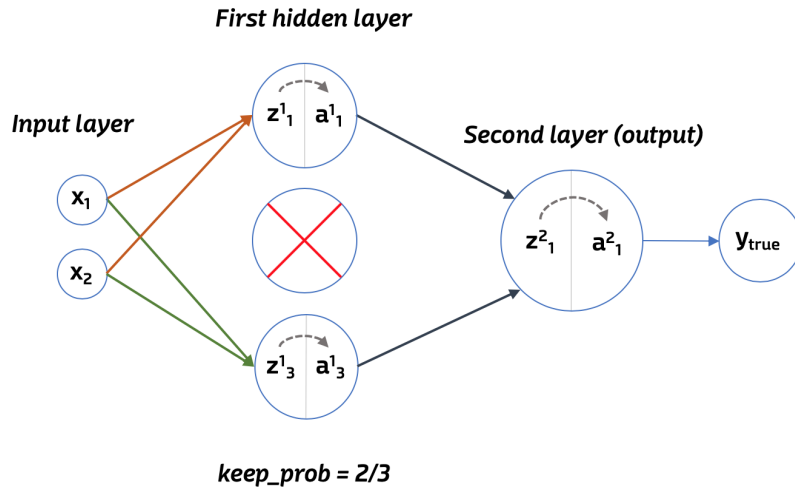 First hidden layer
Input layer
Second layer (output)
z¹₁ a¹₁
x₁
x₂
z²₁ a²₁
y_true
z¹₃ a¹₃
keep_prob = 2/3